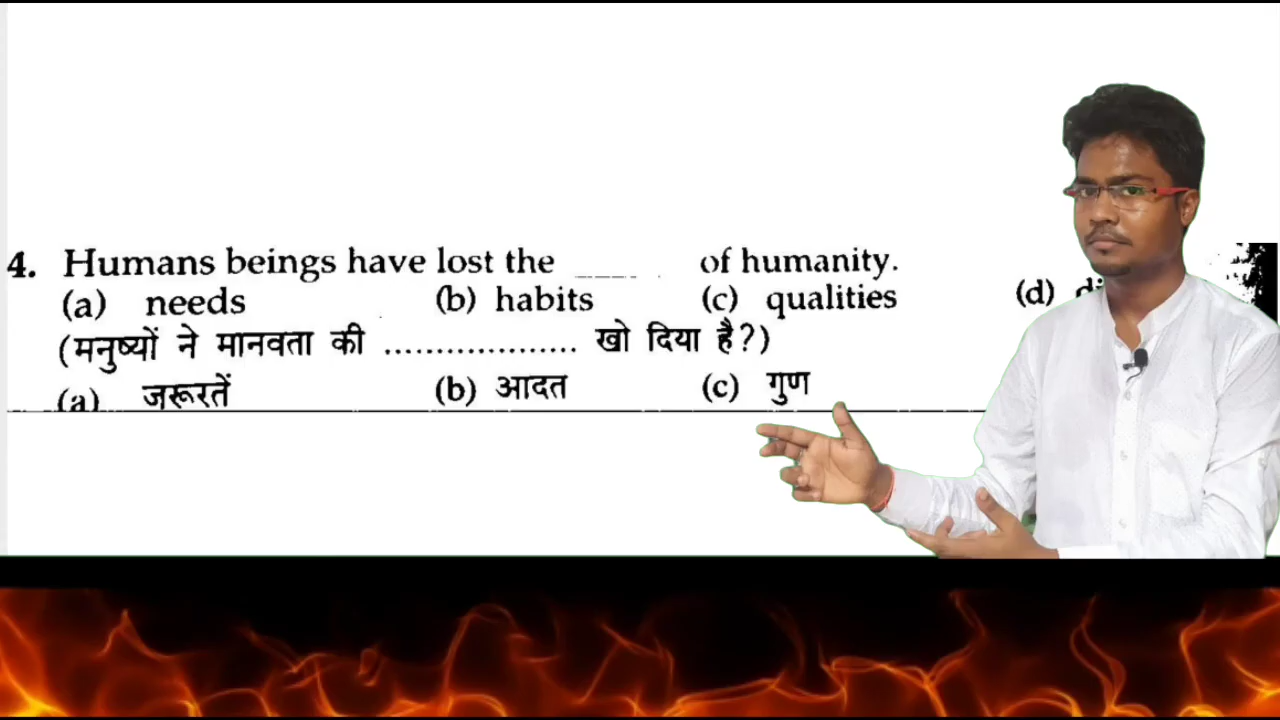 4. Humans beings have lost the ____ of humanity.
(a) needs (b) habits (c) qualities (d)
(मनुष्यों ने मानवता की ................... खो दिया है?)
(a) जरूरतें (b) आदत (c) गुण